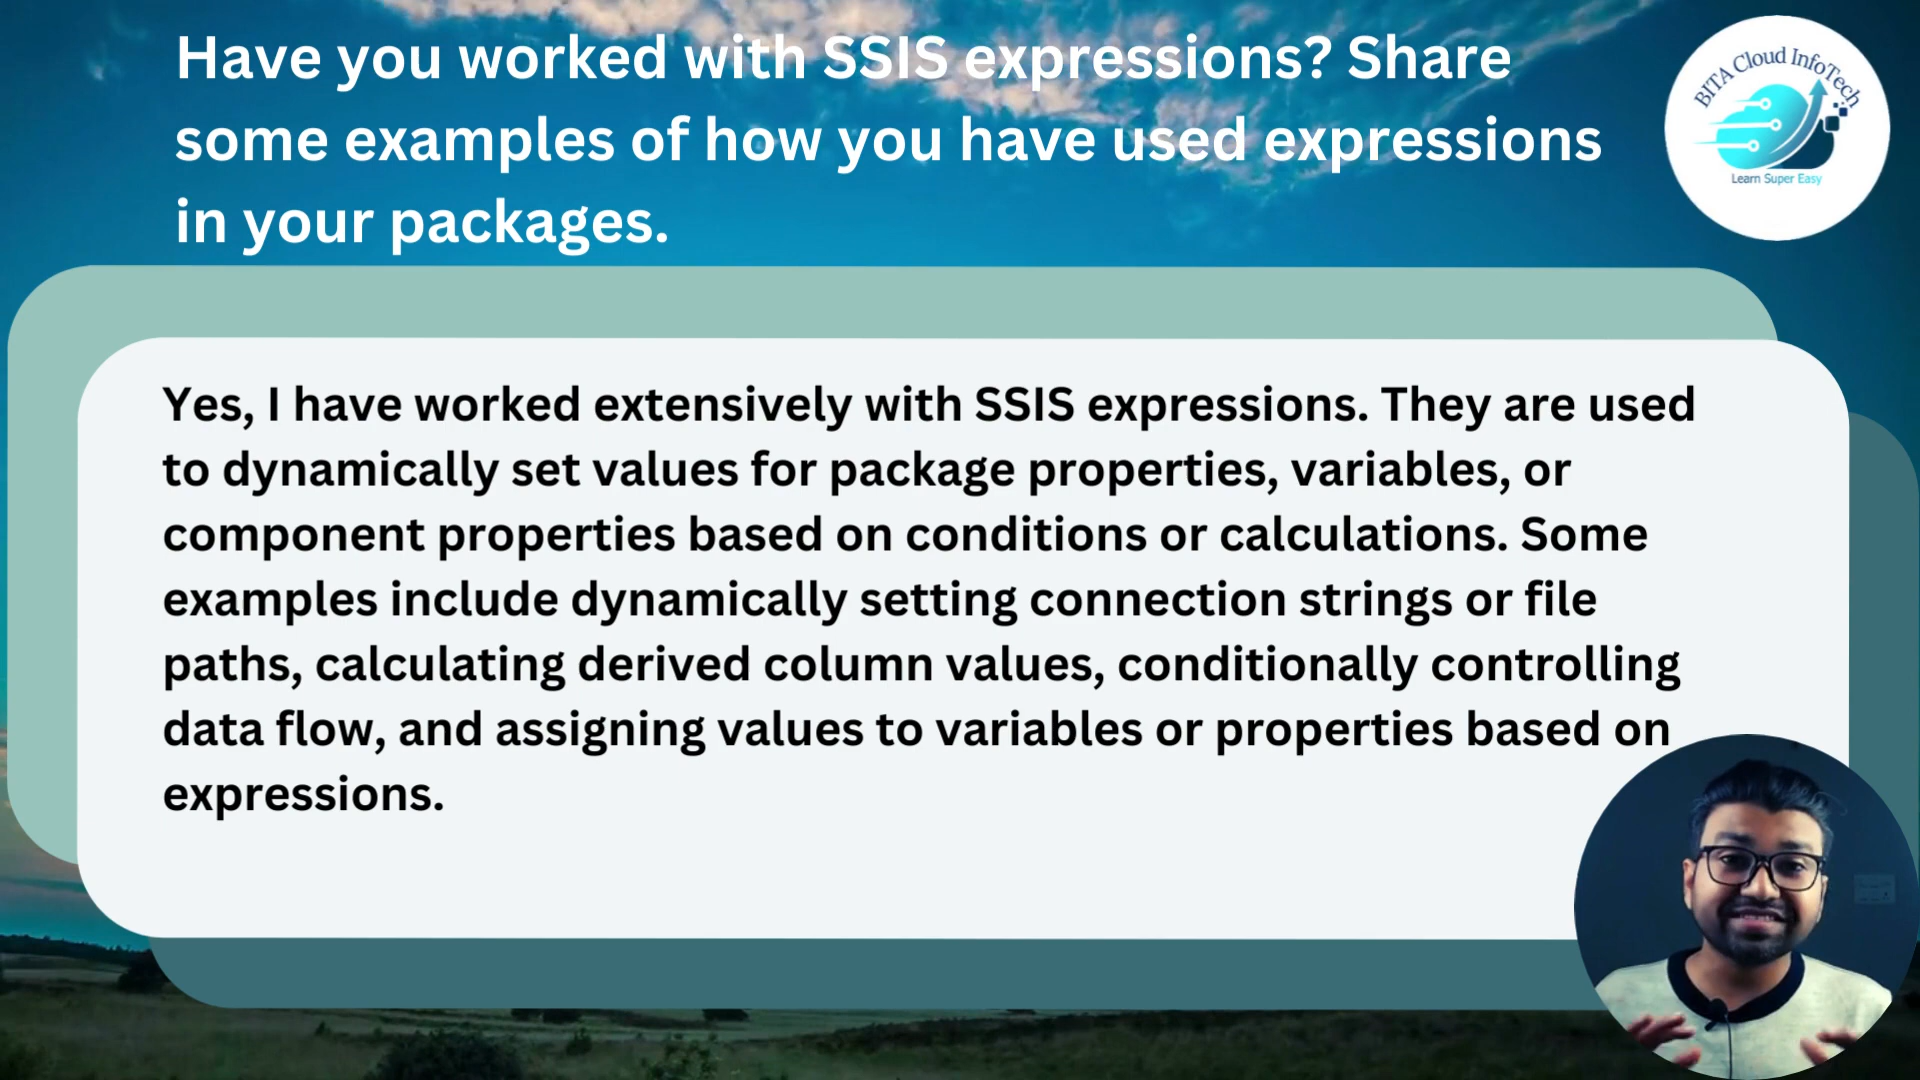 Have you worked with SSIS expressions? Share
some examples of how you have used expressions
in your packages.
BITA Cloud InfoTech
Learn Super Easy
Yes, I have worked extensively with SSIS expressions. They are used
to dynamically set values for package properties, variables, or
component properties based on conditions or calculations. Some
examples include dynamically setting connection strings or file
paths, calculating derived column values, conditionally controlling
data flow, and assigning values to variables or properties based on
expressions.